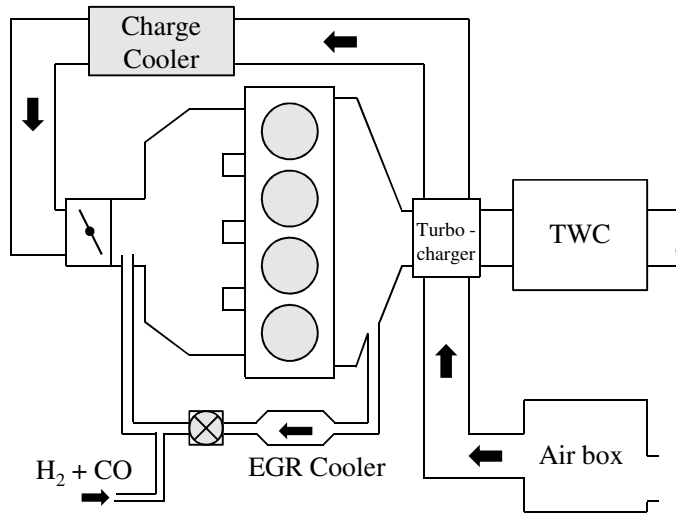 Charge
Cooler
Turbo -
charger
TWC
H₂ + CO
EGR Cooler
Air box